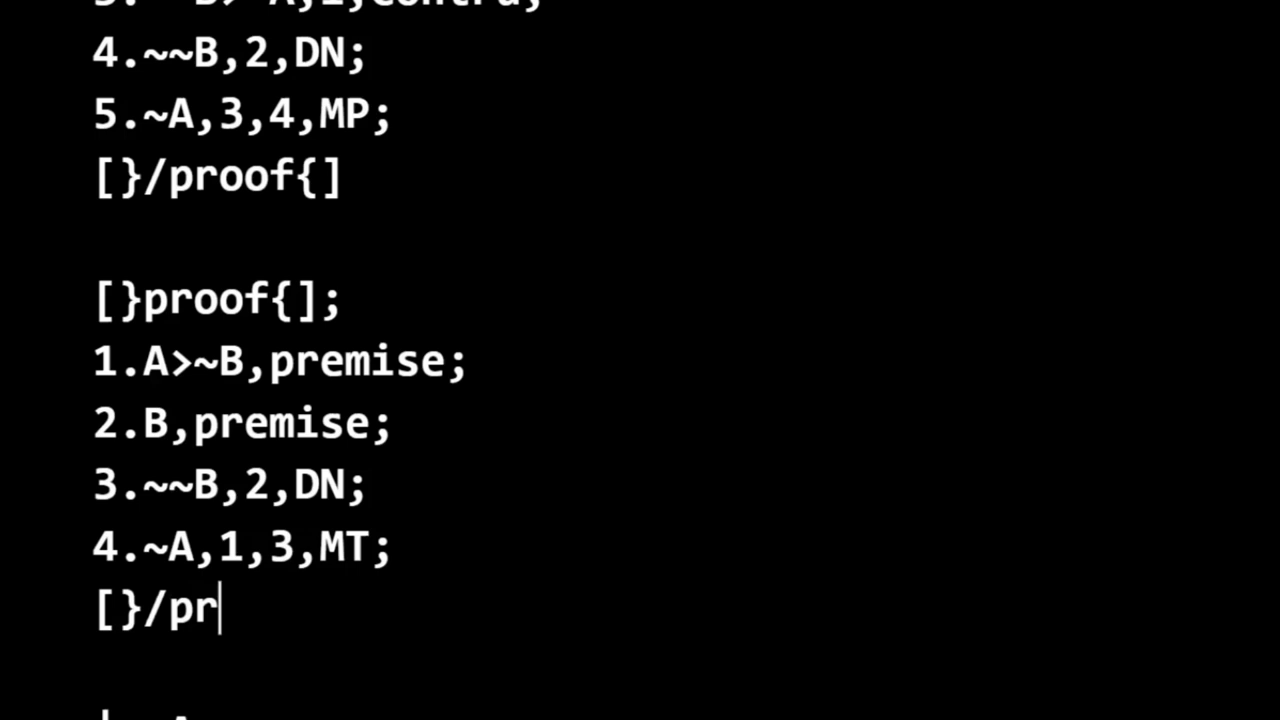 4.~~B,2,DN;
5.~A,3,4,MP;
[}/proof{]
[}proof{];
1.A>~B,premise;
2.B,premise;
3.~~B,2,DN;
4.~A,1,3,MT;
[}/pr